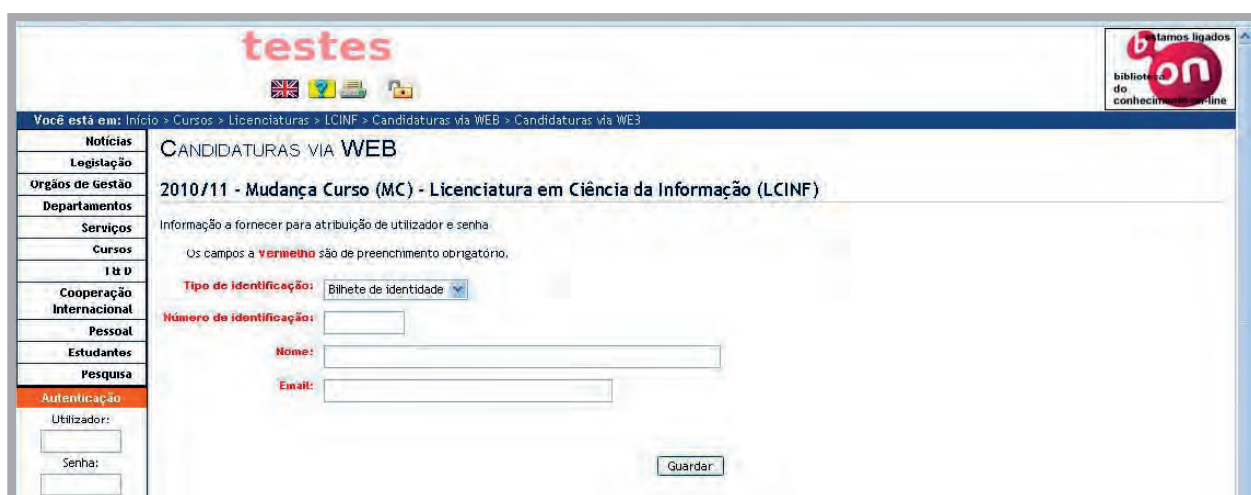 testes
estamos ligados
b on
biblioteca
do
conhecimento on-line
Você está em: Início > Cursos > Licenciaturas > LCINF > Candidaturas via WEB > Candidaturas via WEB
Notícias
Legislação
Orgãos de Gestão
Departamentos
Serviços
Cursos
I & D
Cooperação
Internacional
Pessoal
Estudantes
Pesquisa
Autenticação
Utilizador:
Senha:
CANDIDATURAS VIA WEB
2010/11 - Mudança Curso (MC) - Licenciatura em Ciência da Informação (LCINF)
Informação a fornecer para atribuição de utilizador e senha
Os campos a vermelho são de preenchimento obrigatório.
Tipo de identificação: Bilhete de identidade
Número de identificação:
Nome:
Email:
Guardar